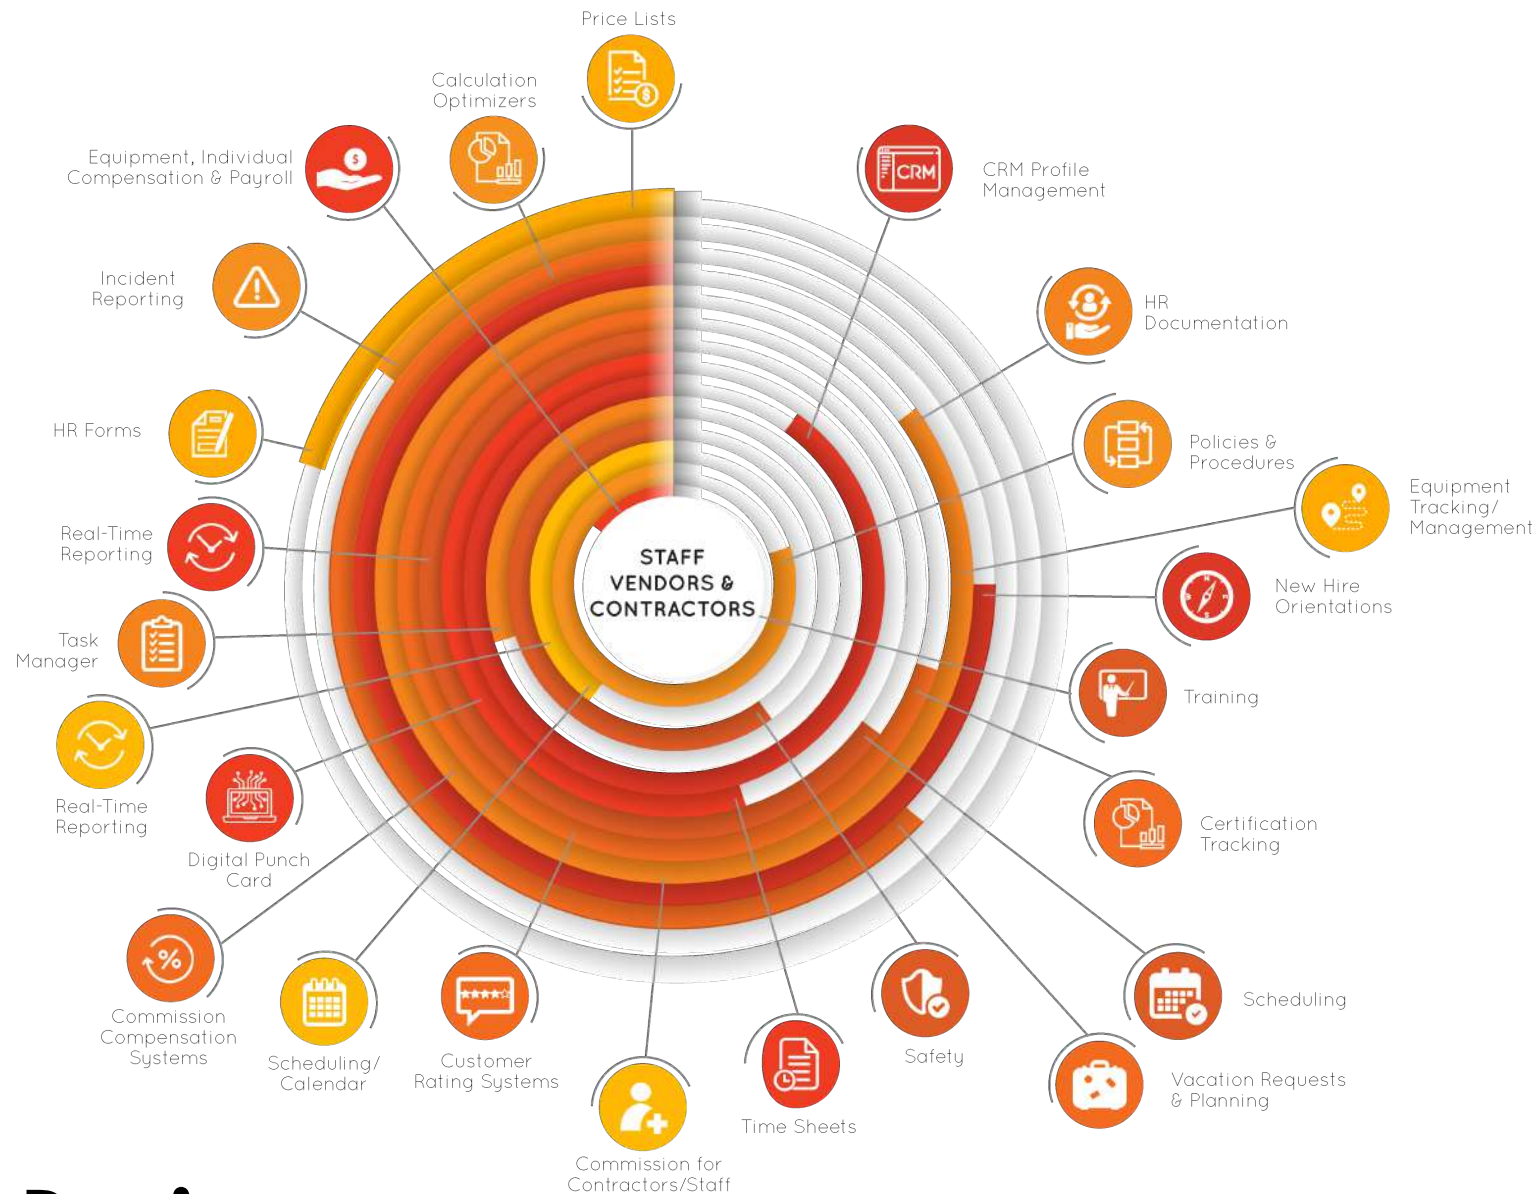 Price Lists
Calculation
Optimizers
Equipment, Individual
Compensation & Payroll
$
$
CRM
CRM Profile
Management
Incident
Reporting
HR
Documentation
HR Forms
Policies &
Procedures
Equipment
Tracking/
Management
Real-Time
Reporting
STAFF
VENDORS &
CONTRACTORS
New Hire
Orientations
Task
Manager
Training
Real-Time
Reporting
Digital Punch
Card
Certification
Tracking
%
Commission
Compensation
Systems
Scheduling/
Calendar
Customer
Rating Systems
Commission for
Contractors/Staff
Time Sheets
Safety
Scheduling
Vacation Requests
& Planning